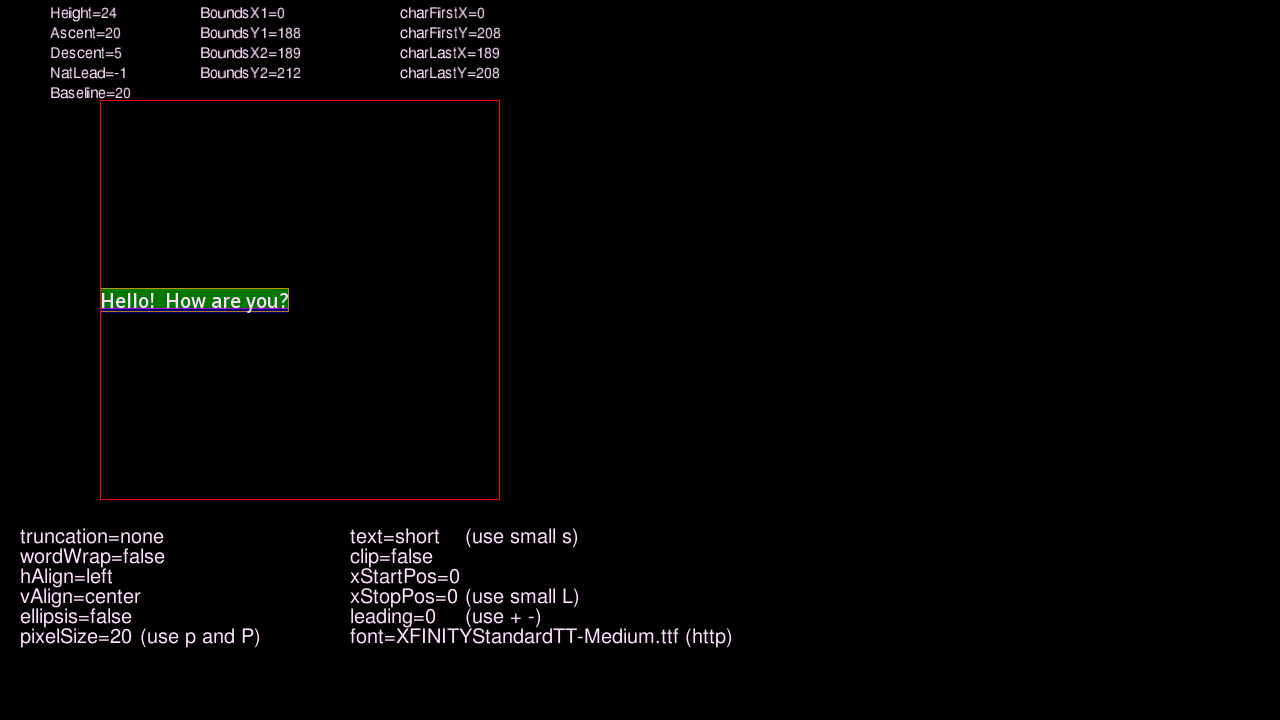 Height=24 BoundsX1=0 charFirstX=0
Ascent=20 BoundsY1=188 charFirstY=208
Descent=5 BoundsX2=189 charLastX=189
NatLead=-1 BoundsY2=212 charLastY=208
Baseline=20
Hello!  How are you?
truncation=none text=short (use small s)
wordWrap=false clip=false
hAlign=left xStartPos=0
vAlign=center xStopPos=0 (use small L)
ellipsis=false leading=0 (use + -)
pixelSize=20 (use p and P) font=XFINITYStandardTT-Medium.ttf (http)